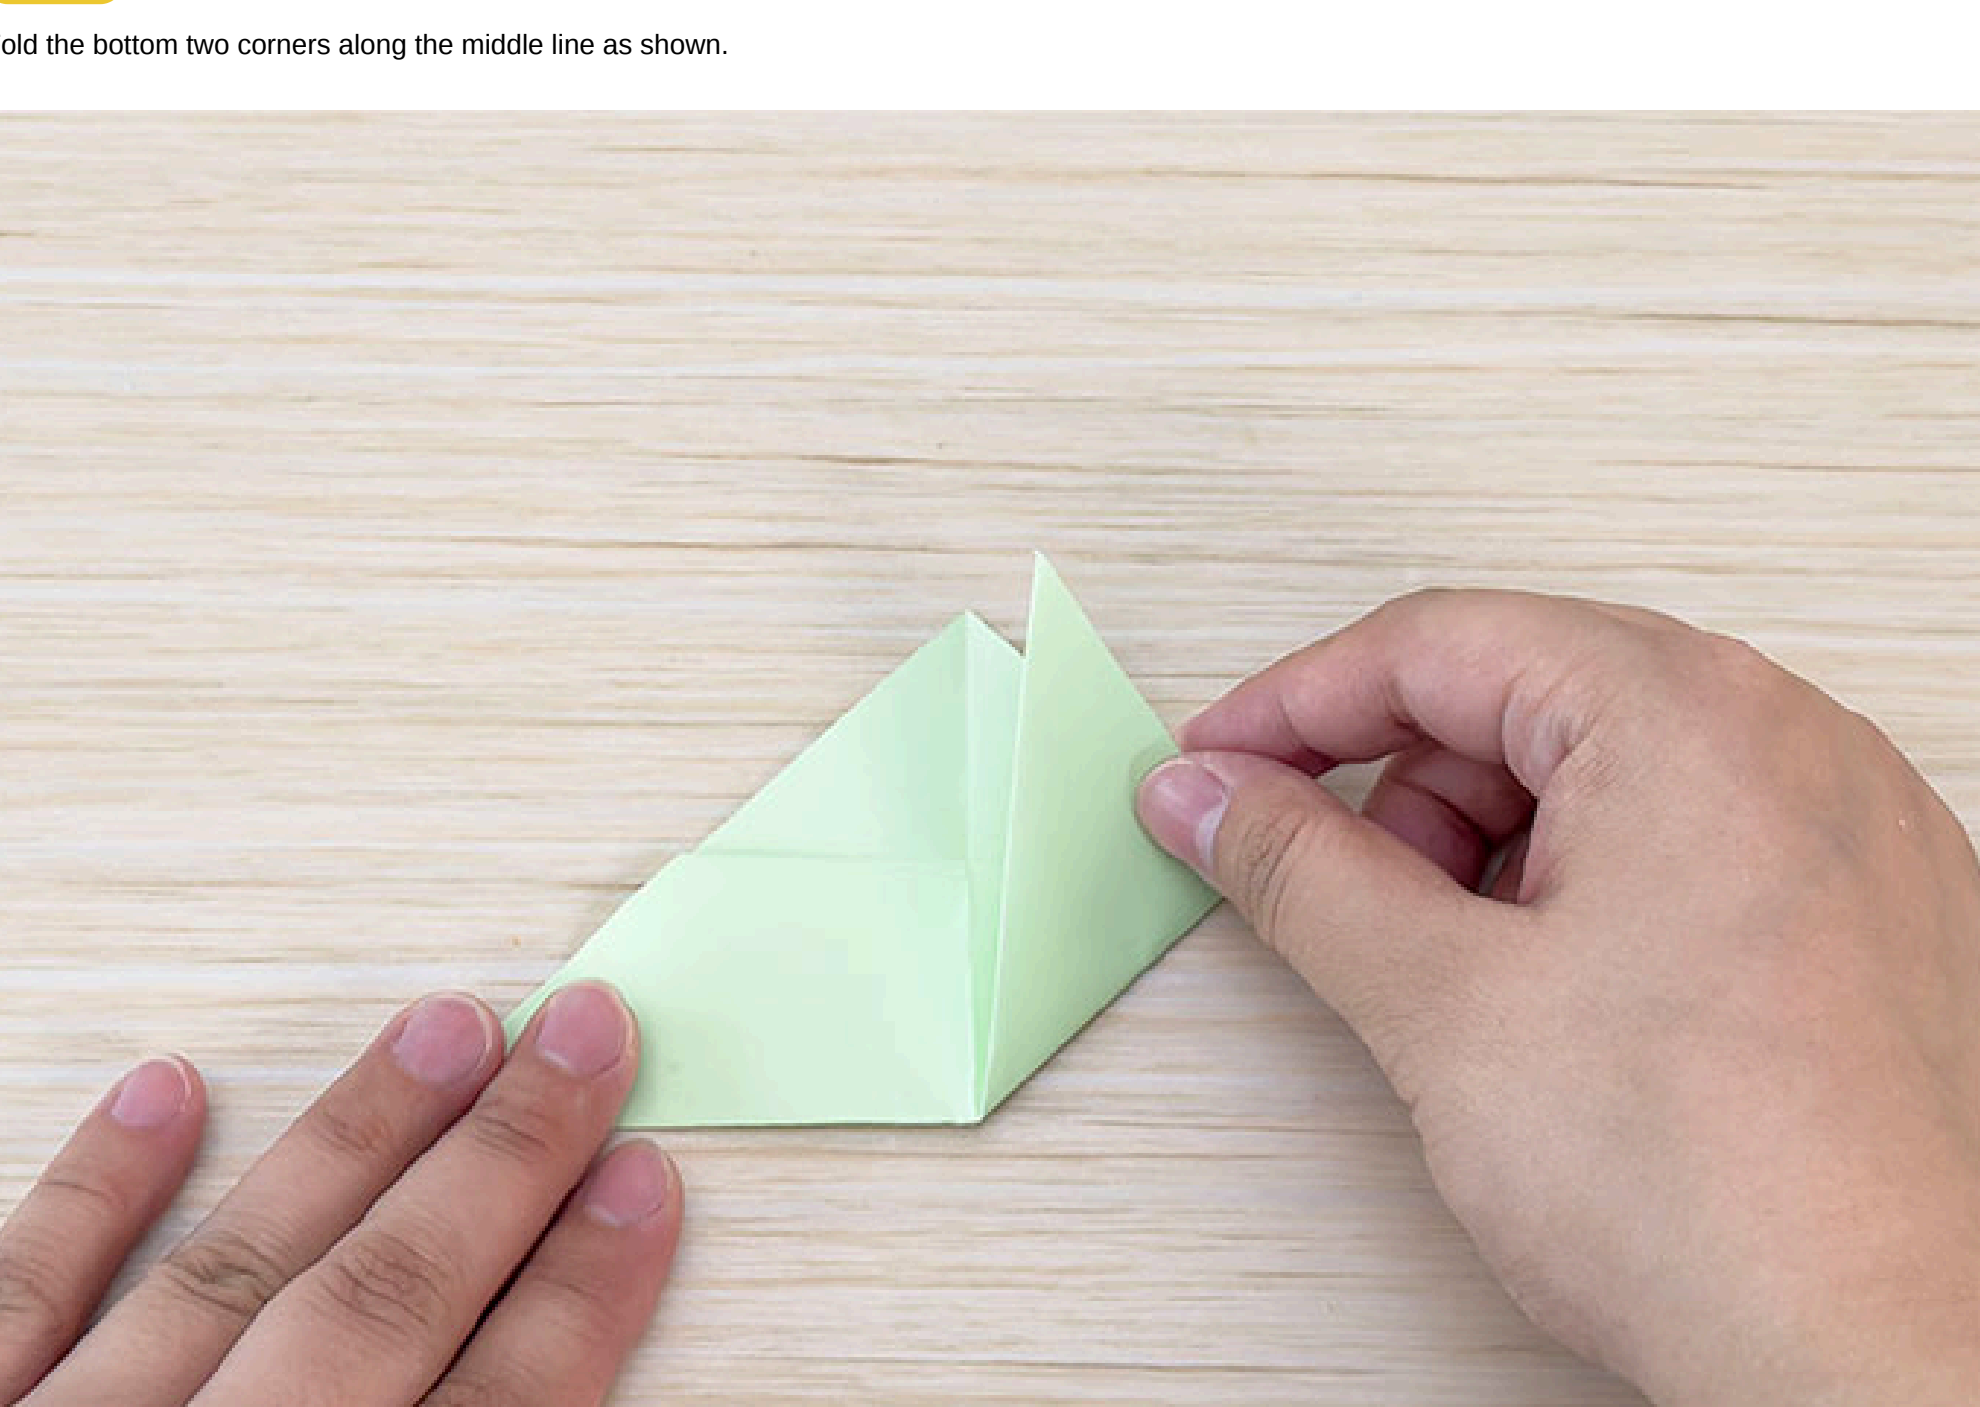 old the bottom two corners along the middle line as shown.